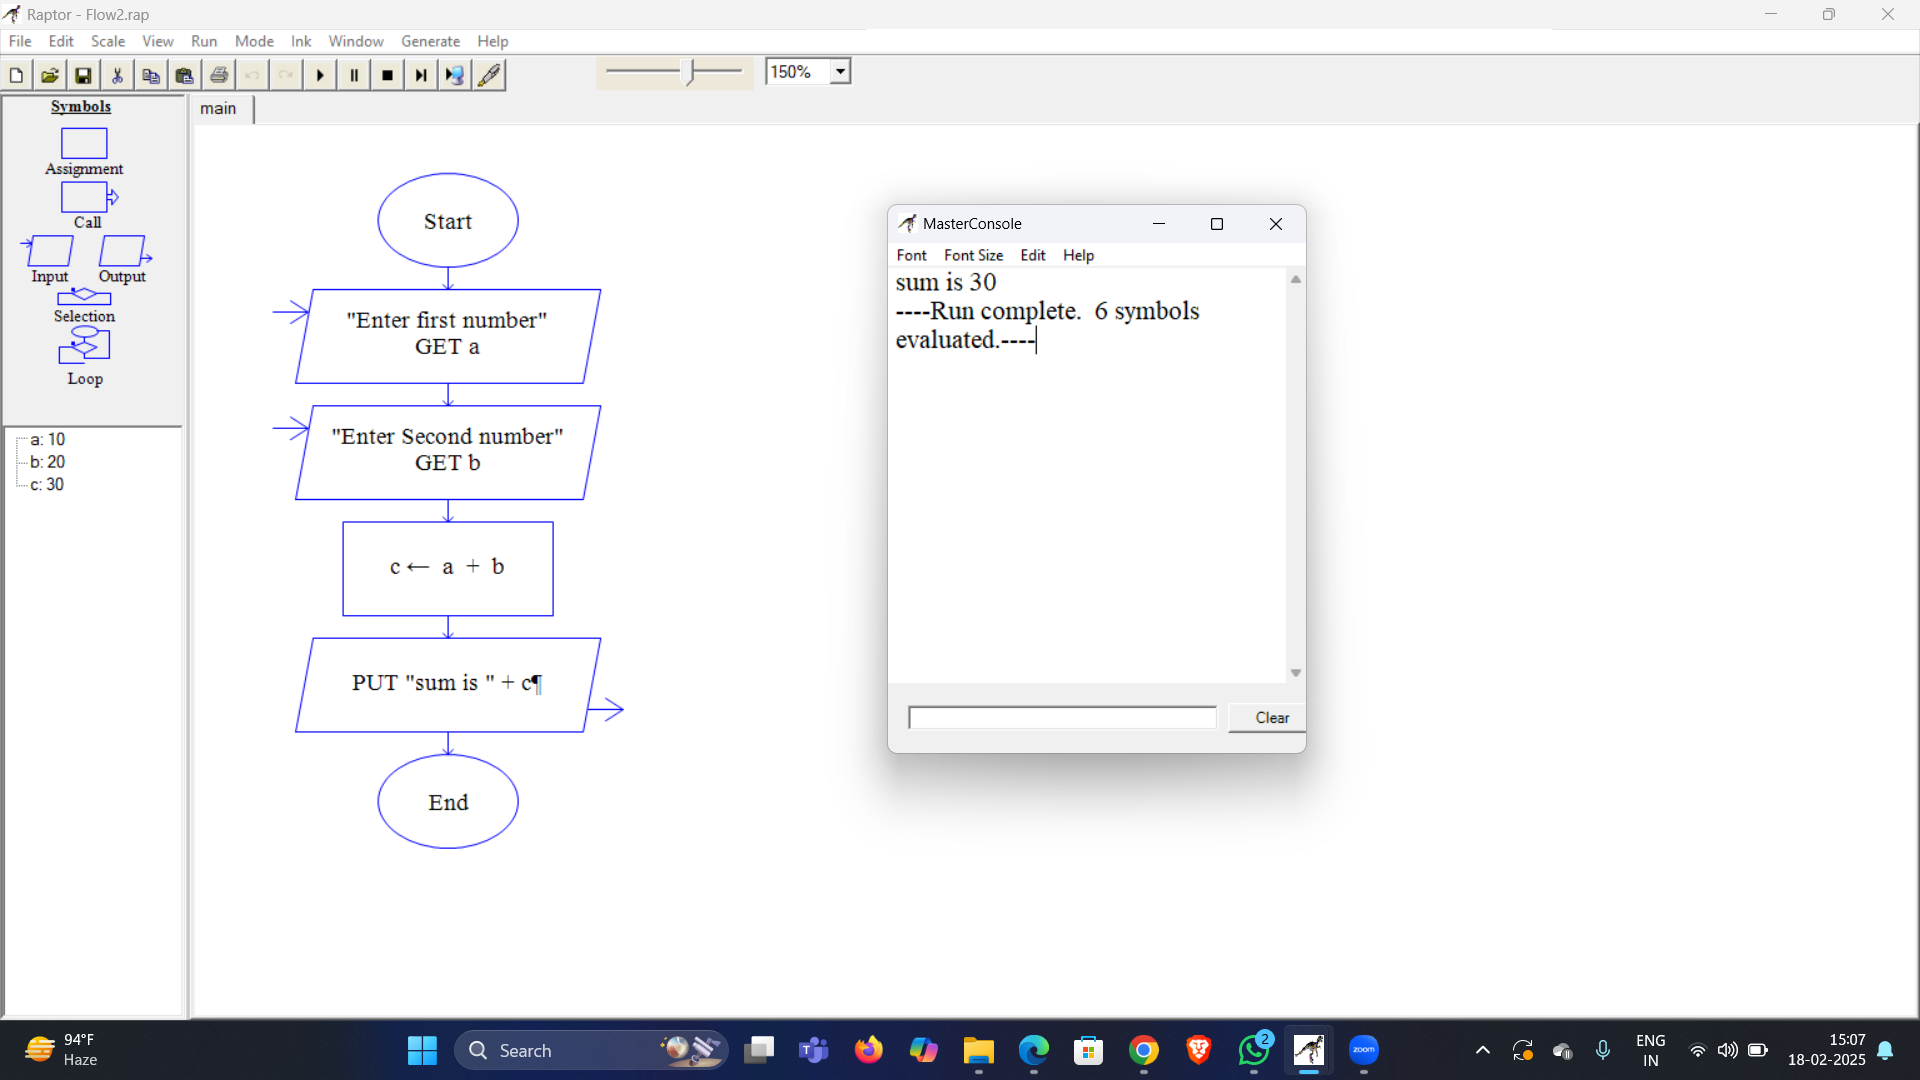 Raptor - Flow2.rap
File Edit Scale View Run Mode Ink Window Generate Help
150%
Symbols
Assignment
Call
Input Output
Selection
Loop
a: 10
b: 20
c: 30
main
Start
"Enter first number"
GET a
"Enter Second number"
GET b
c ← a + b
PUT "sum is " + c¶
End
MasterConsole
Font Font Size Edit Help
sum is 30
----Run complete.  6 symbols
evaluated.----
Clear
94°F
Haze
Search
2
zoom
ENG
IN
15:07
18-02-2025